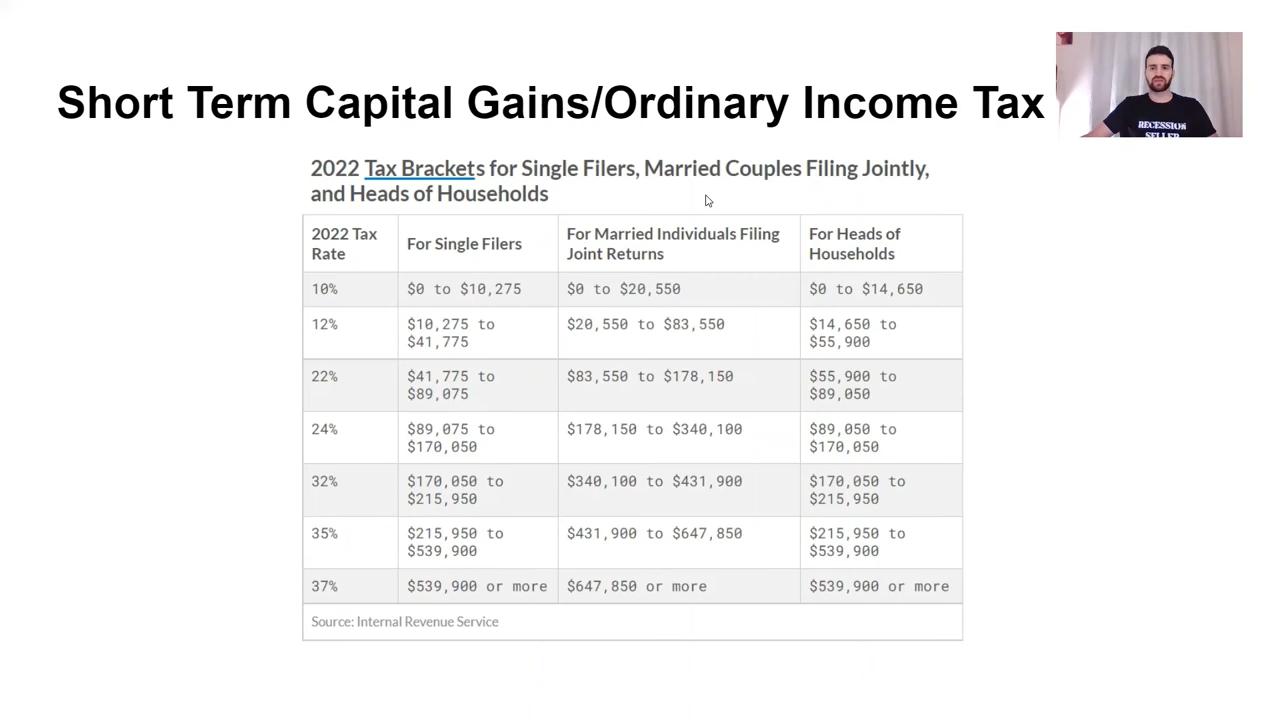 Short Term Capital Gains/Ordinary Income Tax
RECESSION
SELLER
2022 Tax Brackets for Single Filers, Married Couples Filing Jointly,
and Heads of Households
2022 Tax
Rate
For Single Filers
For Married Individuals Filing
Joint Returns
For Heads of
Households
10%
$0 to $10,275
$0 to $20,550
$0 to $14,650
12%
$10,275 to
$41,775
$20,550 to $83,550
$14,650 to
$55,900
22%
$41,775 to
$89,075
$83,550 to $178,150
$55,900 to
$89,050
24%
$89,075 to
$170,050
$178,150 to $340,100
$89,050 to
$170,050
32%
$170,050 to
$215,950
$340,100 to $431,900
$170,050 to
$215,950
35%
$215,950 to
$539,900
$431,900 to $647,850
$215,950 to
$539,900
37%
$539,900 or more
$647,850 or more
$539,900 or more
Source: Internal Revenue Service